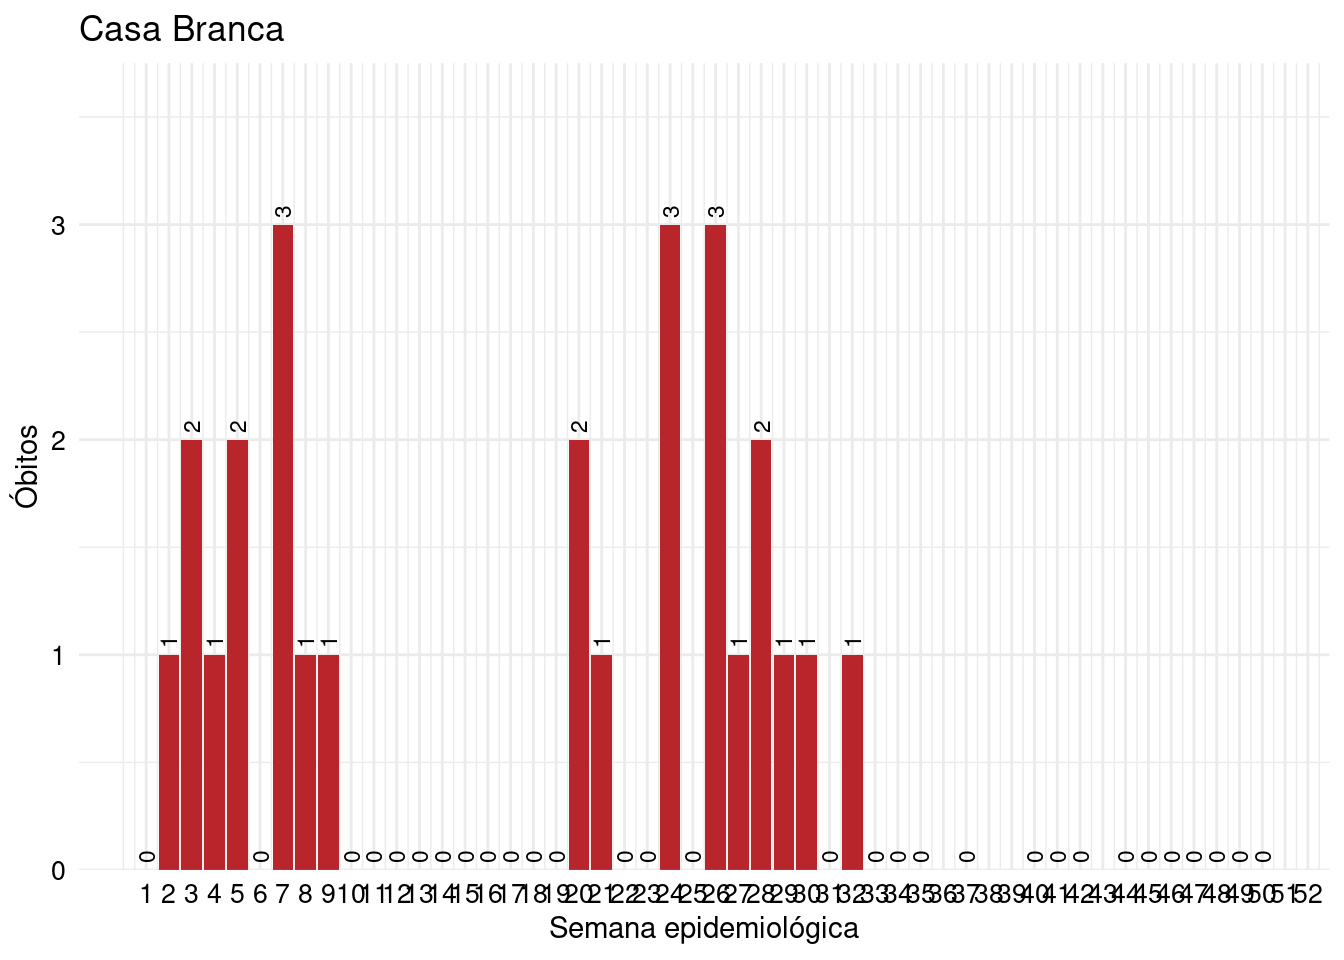 Casa Branca
Óbitos
3
2
1
0
0 1 2 1 2 0 3 1 1 0 0 0 0 0 0 0 0 0 0 2 1 0 0 3 0 3 1 2 1 1 0 1 0 0 0 0 0 0 0 0 0 0 0 0 0 0
1 2 3 4 5 6 7 8 9 10 11 12 13 14 15 16 17 18 19 20 21 22 23 24 25 26 27 28 29 30 31 32 33 34 35 36 37 38 39 40 41 42 43 44 45 46 47 48 49 50 51 52
Semana epidemiológica